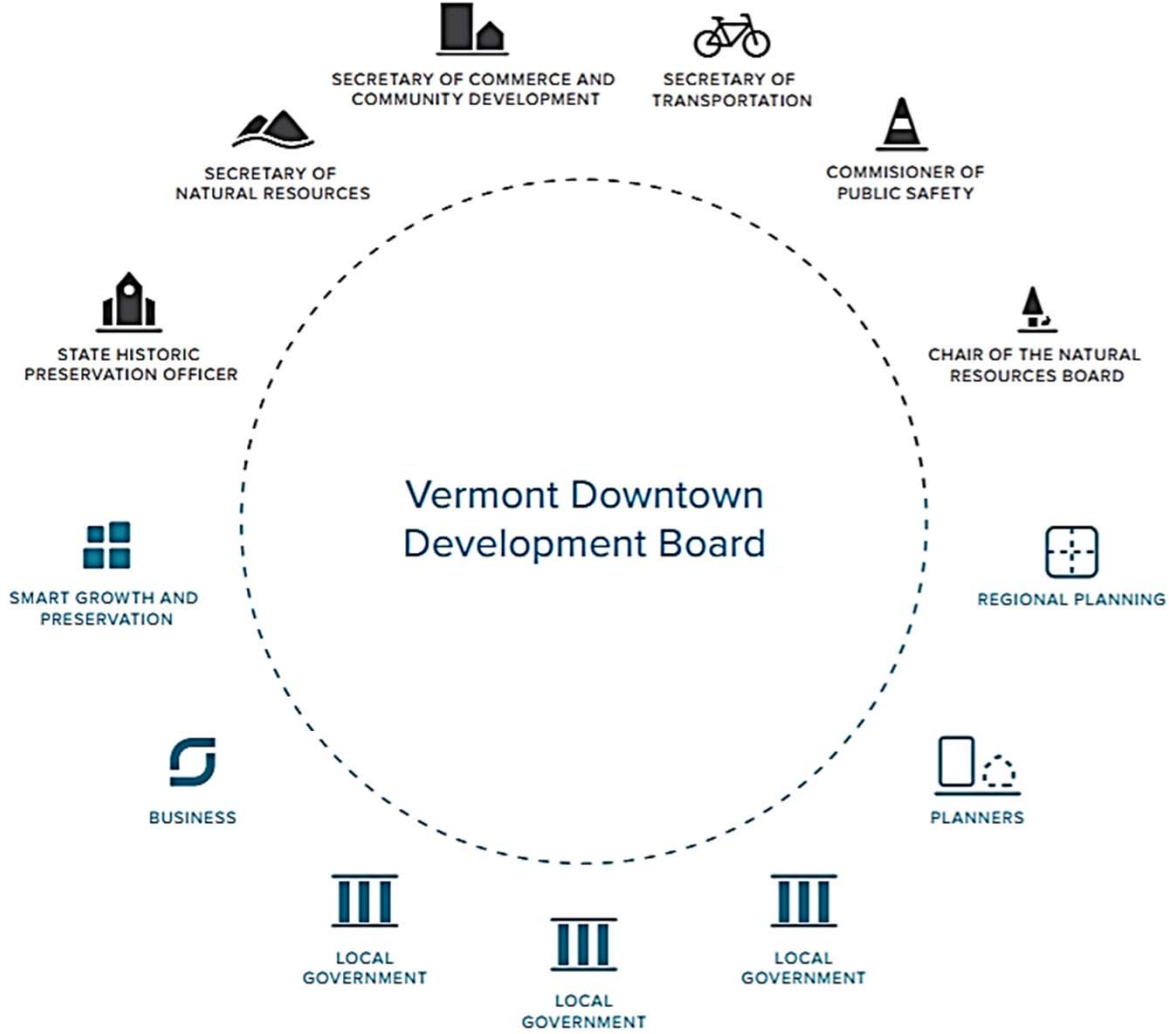 SECRETARY OF COMMERCE AND
COMMUNITY DEVELOPMENT
SECRETARY OF
TRANSPORTATION
SECRETARY OF
NATURAL RESOURCES
COMMISIONER OF
PUBLIC SAFETY
STATE HISTORIC
PRESERVATION OFFICER
CHAIR OF THE NATURAL
RESOURCES BOARD
Vermont Downtown
Development Board
SMART GROWTH AND
PRESERVATION
REGIONAL PLANNING
BUSINESS
PLANNERS
LOCAL
GOVERNMENT
LOCAL
GOVERNMENT
LOCAL
GOVERNMENT